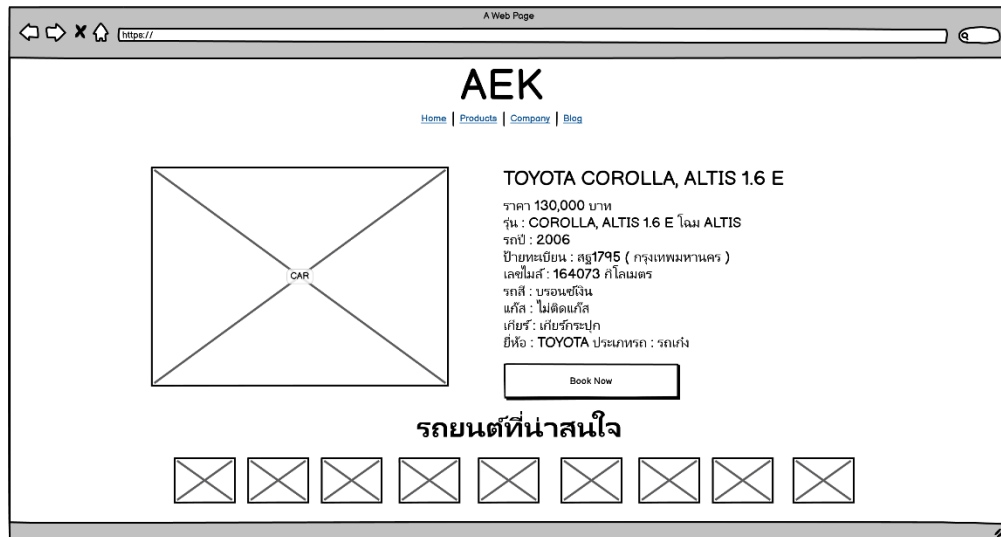 A Web Page
https://
AEK
Home | Products | Company | Blog
TOYOTA COROLLA, ALTIS 1.6 E
ราคา 130,000 บาท
รุ่น : COROLLA, ALTIS 1.6 E โฉม ALTIS
รถปี : 2006
ป้ายทะเบียน : สฐ1795 ( กรุงเทพมหานคร )
เลขไมล์ : 164073 กิโลเมตร
รถสี : บรอนซ์เงิน
แก๊ส : ไม่ติดแก๊ส
เกียร์ : เกียร์กระปุก
ยี่ห้อ : TOYOTA ประเภทรถ : รถเก๋ง
CAR
Book Now
รถยนต์ที่น่าสนใจ